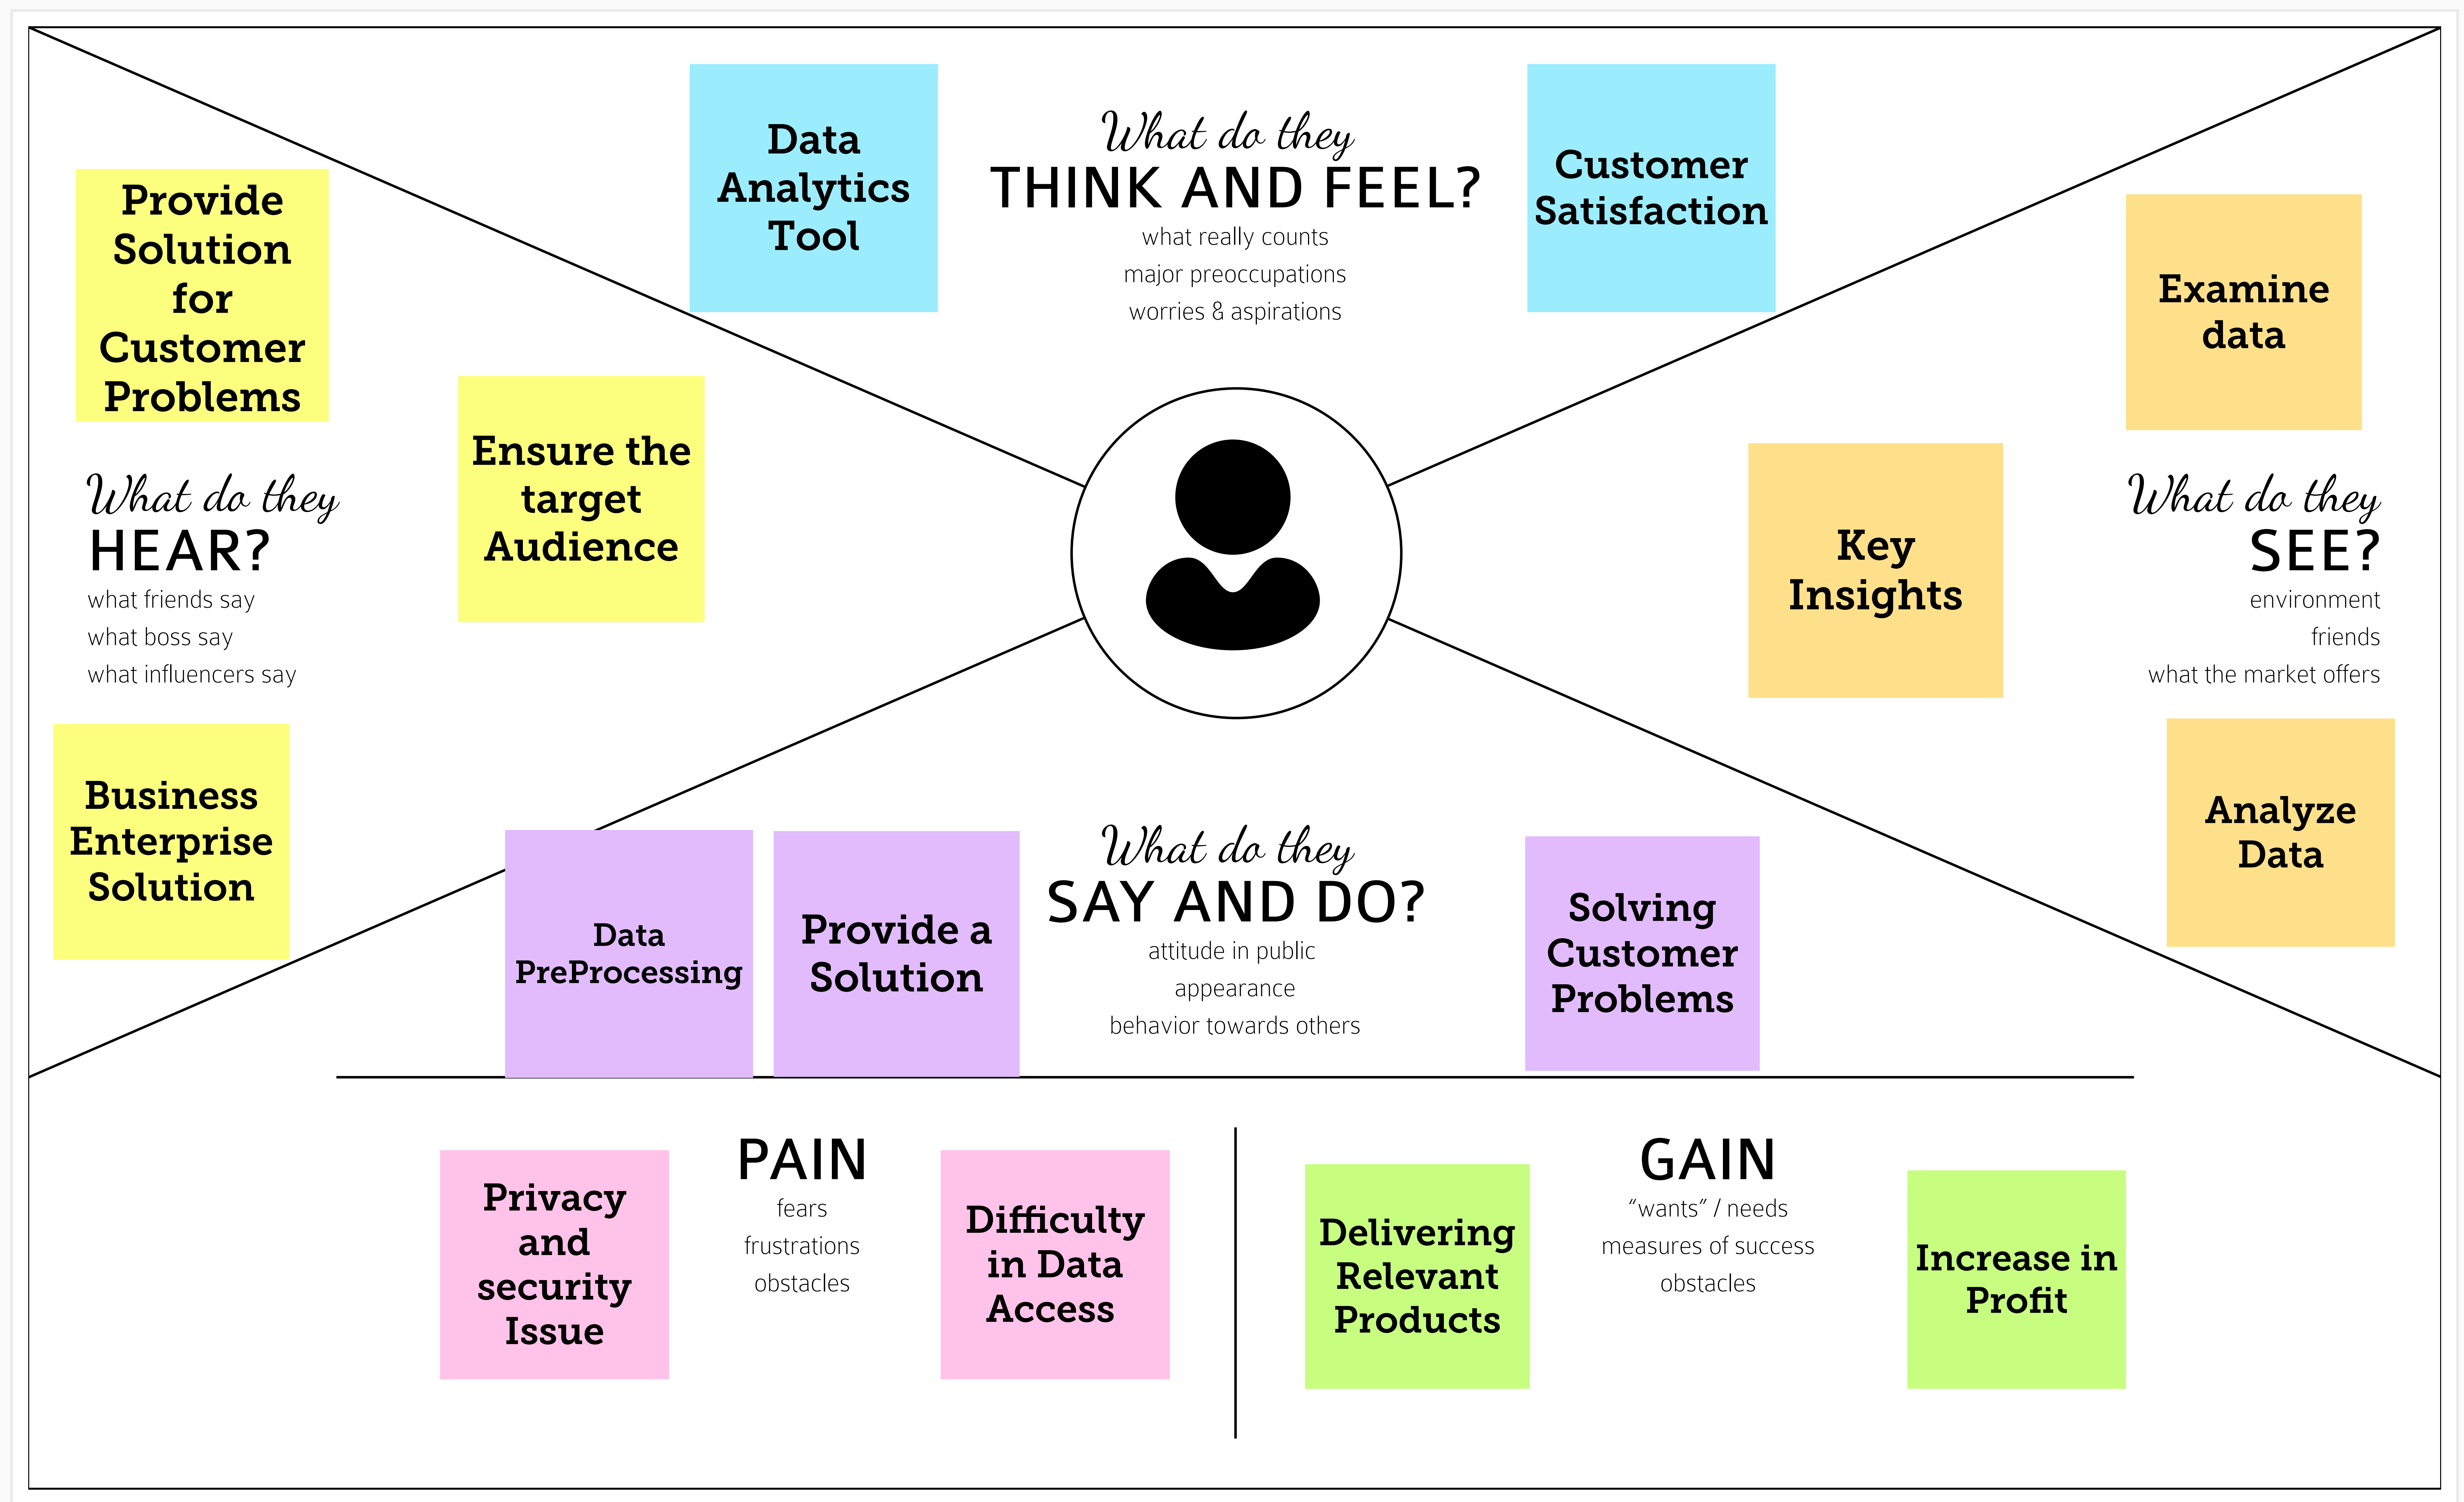 Data
Analytics
Tool
What do they
THINK AND FEEL?
what really counts
major preoccupations
worries & aspirations
Customer
Satisfaction
Provide
Solution
for
Customer
Problems
Ensure the
target
Audience
What do they
HEAR?
what friends say
what boss say
what influencers say
Business
Enterprise
Solution
Examine
data
Key
Insights
What do they
SEE?
environment
friends
what the market offers
Analyze
Data
Data
PreProcessing
Provide a
Solution
What do they
SAY AND DO?
attitude in public
appearance
behavior towards others
Solving
Customer
Problems
Privacy
and
security
Issue
PAIN
fears
frustrations
obstacles
Difficulty
in Data
Access
Delivering
Relevant
Products
GAIN
“wants” / needs
measures of success
obstacles
Increase in
Profit